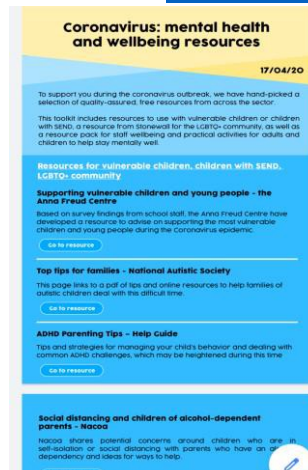 Coronavirus: mental health
and wellbeing resources
17/04/20
To support you during the coronavirus outbreak, we have hand-picked a
selection of quality-assured, free resources from across the sector.
This toolkit includes resources to use with vulnerable children or children
with SEND, a resource from Stonewall for the LGBTQ+ community, as well as
a resource pack for staff wellbeing and practical activities for adults and
children to help stay mentally well.
Resources for vulnerable children, children with SEND,
LGBTQ+ community
Supporting vulnerable children and young people - the
Anna Freud Centre
Based on survey findings from school staff, the Anna Freud Centre have
developed a resource to advise on supporting the most vulnerable
children and young people during the Coronavirus epidemic.
Go to resource
Top tips for families - National Autistic Society
This page links to a pdf of tips and online resources to help families of
autistic children deal with this difficult time.
Go to resource
ADHD Parenting Tips - Help Guide
Tips and strategies for managing your child's behavior and dealing with
common ADHD challenges, which may be heightened during this time
Go to resource
Social distancing and children of alcohol-dependent
parents - Nacoa
Nacoa shares potential concerns around children who are in
self-isolation or social distancing with parents who have an
dependency and ideas for ways to help.